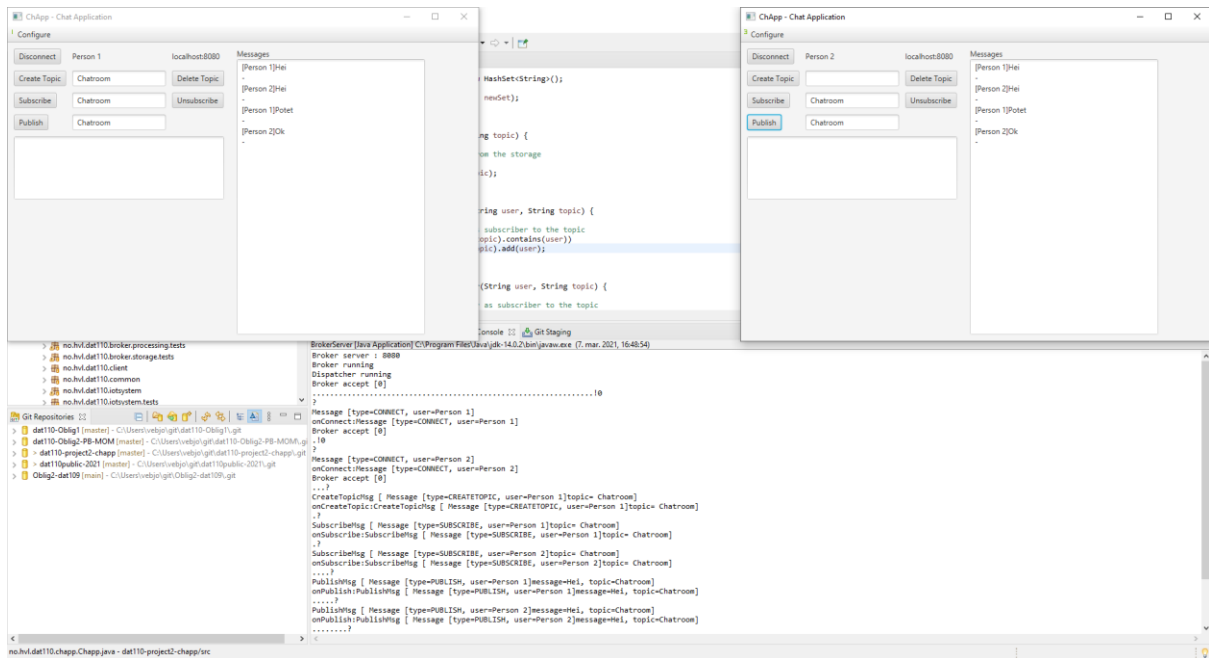 ChApp - Chat Application
Configure
Disconnect Person 1 localhost:8080
Create Topic Chatroom Delete Topic
Subscribe Chatroom Unsubscribe
Publish Chatroom
Messages
[Person 1]Hei
-
[Person 2]Hei
-
[Person 1]Potet
-
[Person 2]Ok
-
HashSet<String>();
newSet);
ng topic) {
om the storage
ic);
ring user, String topic) {
subscriber to the topic
opic).contains(user))
pic).add(user);
(String user, String topic) {
as subscriber to the topic
ChApp - Chat Application
Configure
Disconnect Person 2 localhost:8080
Create Topic Delete Topic
Subscribe Chatroom Unsubscribe
Publish Chatroom
Messages
[Person 1]Hei
-
[Person 2]Hei
-
[Person 1]Potet
-
[Person 2]Ok
-
no.hvl.dat110.broker.processing.tests
no.hvl.dat110.broker.storage.tests
no.hvl.dat110.client
no.hvl.dat110.common
no.hvl.dat110.iotsystem
no.hvl.dat110.iotsystem.tests
Git Repositories
dat110-Oblig1 [master] - C:\Users\vebjo\git\dat110-Oblig1\.git
dat110-Oblig2-PB-MOM [master] - C:\Users\vebjo\git\dat110-Oblig2-PB-MOM\.gi
> dat110-project2-chapp [master] - C:\Users\vebjo\git\dat110-project2-chapp\.git
> dat110public-2021 [master] - C:\Users\vebjo\git\dat110public-2021\.git
Oblig2-dat109 [main] - C:\Users\vebjo\git\Oblig2-dat109\.git
Console Git Staging
BrokerServer [Java Application] C:\Program Files\Java\jdk-14.0.2\bin\javaw.exe (7. mar. 2021, 16:48:54)
Broker server : 8080
Broker running
Dispatcher running
Broker accept [0]
..................................................................!0
?
Message [type=CONNECT, user=Person 1]
onConnect:Message [type=CONNECT, user=Person 1]
Broker accept [0]
.!0
?
Message [type=CONNECT, user=Person 2]
onConnect:Message [type=CONNECT, user=Person 2]
Broker accept [0]
...?
CreateTopicMsg [ Message [type=CREATETOPIC, user=Person 1]topic= Chatroom]
onCreateTopic:CreateTopicMsg [ Message [type=CREATETOPIC, user=Person 1]topic= Chatroom]
.?
SubscribeMsg [ Message [type=SUBSCRIBE, user=Person 1]topic= Chatroom]
onSubscribe:SubscribeMsg [ Message [type=SUBSCRIBE, user=Person 1]topic= Chatroom]
.?
SubscribeMsg [ Message [type=SUBSCRIBE, user=Person 2]topic= Chatroom]
onSubscribe:SubscribeMsg [ Message [type=SUBSCRIBE, user=Person 2]topic= Chatroom]
....?
PublishMsg [ Message [type=PUBLISH, user=Person 1]message=Hei, topic=Chatroom]
onPublish:PublishMsg [ Message [type=PUBLISH, user=Person 1]message=Hei, topic=Chatroom]
.....?
PublishMsg [ Message [type=PUBLISH, user=Person 2]message=Hei, topic=Chatroom]
onPublish:PublishMsg [ Message [type=PUBLISH, user=Person 2]message=Hei, topic=Chatroom]
........?
no.hvl.dat110.chapp.Chapp.java - dat110-project2-chapp/src